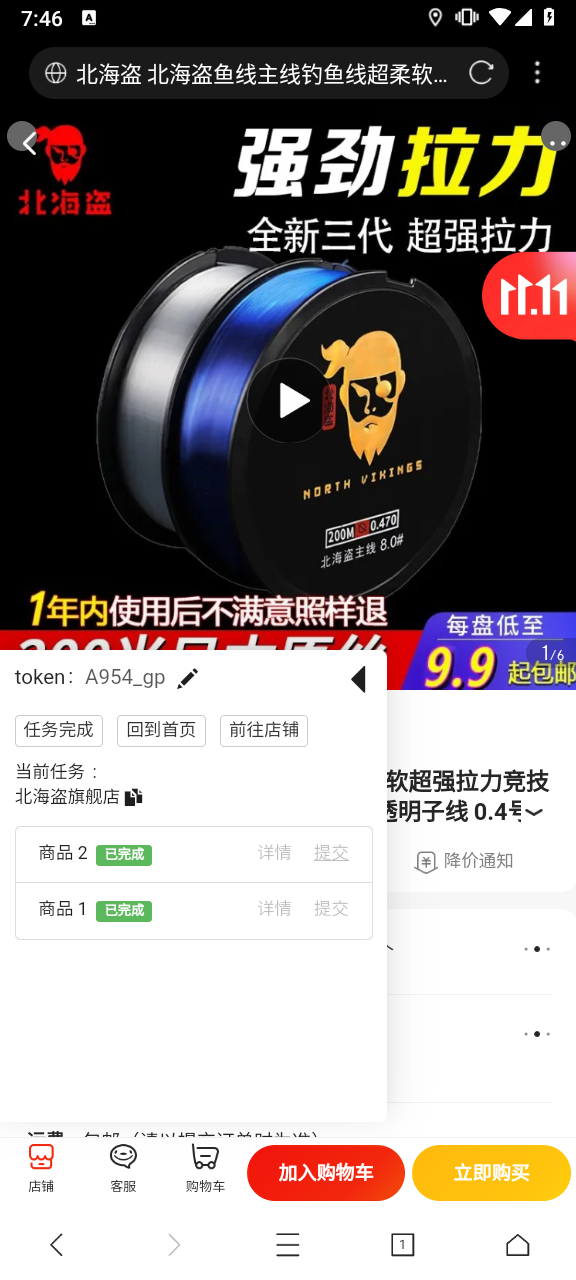 7:46
北海盗 北海盗鱼线主线钓鱼线超柔软...
北海盗
强劲拉力
全新三代 超强拉力
11.11
北海盗
NORTH VIKINGS
200M 0.470
北海盗主线 8.0#
1年内使用后不满意照样退
每盘低至
9.9 起包邮
1/6
token: A954_gp
任务完成 回到首页 前往店铺
当前任务 :
北海盗旗舰店
软超强拉力竞技
透明子线 0.4号
商品 2 已完成 详情 提交
降价通知
商品 1 已完成 详情 提交
店铺 客服 购物车 加入购物车 立即购买
1